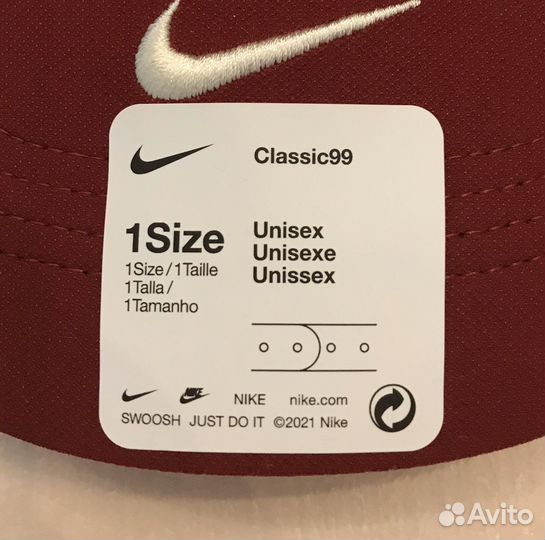 Classic99
1Size
1Size/1Taille
1Talla/
1Tamanho
Unisex
Unisexe
Unissex
NIKE
NIKE nike.com
SWOOSH JUST DO IT ©2021 Nike
Avito